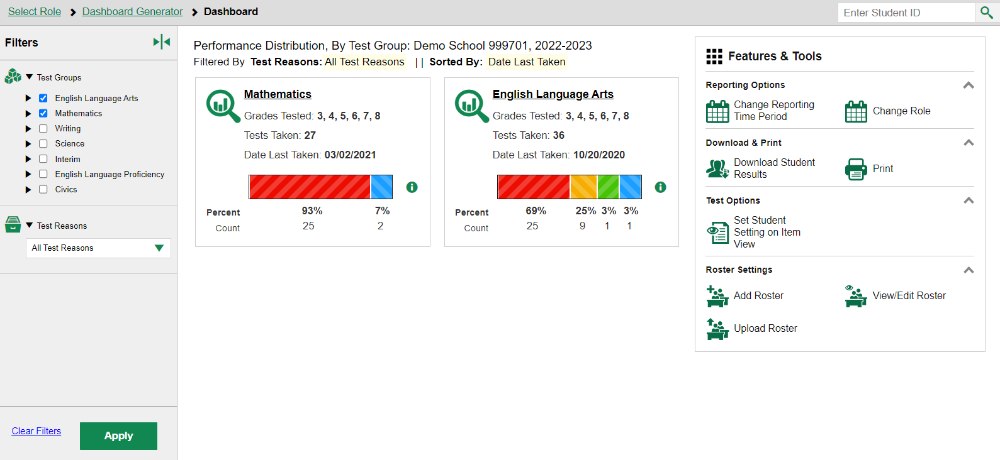 Select Role
Dashboard Generator
Dashboard
Enter Student ID
Filters
Test Groups
English Language Arts
Mathematics
Writing
Science
Interim
English Language Proficiency
Civics
Test Reasons
All Test Reasons
Clear Filters
Apply
Performance Distribution, By Test Group: Demo School 999701, 2022-2023
Filtered By Test Reasons: All Test Reasons || Sorted By: Date Last Taken
Mathematics
Grades Tested: 3, 4, 5, 6, 7, 8
Tests Taken: 27
Date Last Taken: 03/02/2021
Percent 93% 7%
Count 25 2
English Language Arts
Grades Tested: 3, 4, 5, 6, 7, 8
Tests Taken: 36
Date Last Taken: 10/20/2020
Percent 69% 25% 3% 3%
Count 25 9 1 1
Features & Tools
Reporting Options
Change Reporting
Time Period
Change Role
Download & Print
Download Student
Results
Print
Test Options
Set Student
Setting on Item
View
Roster Settings
Add Roster
View/Edit Roster
Upload Roster